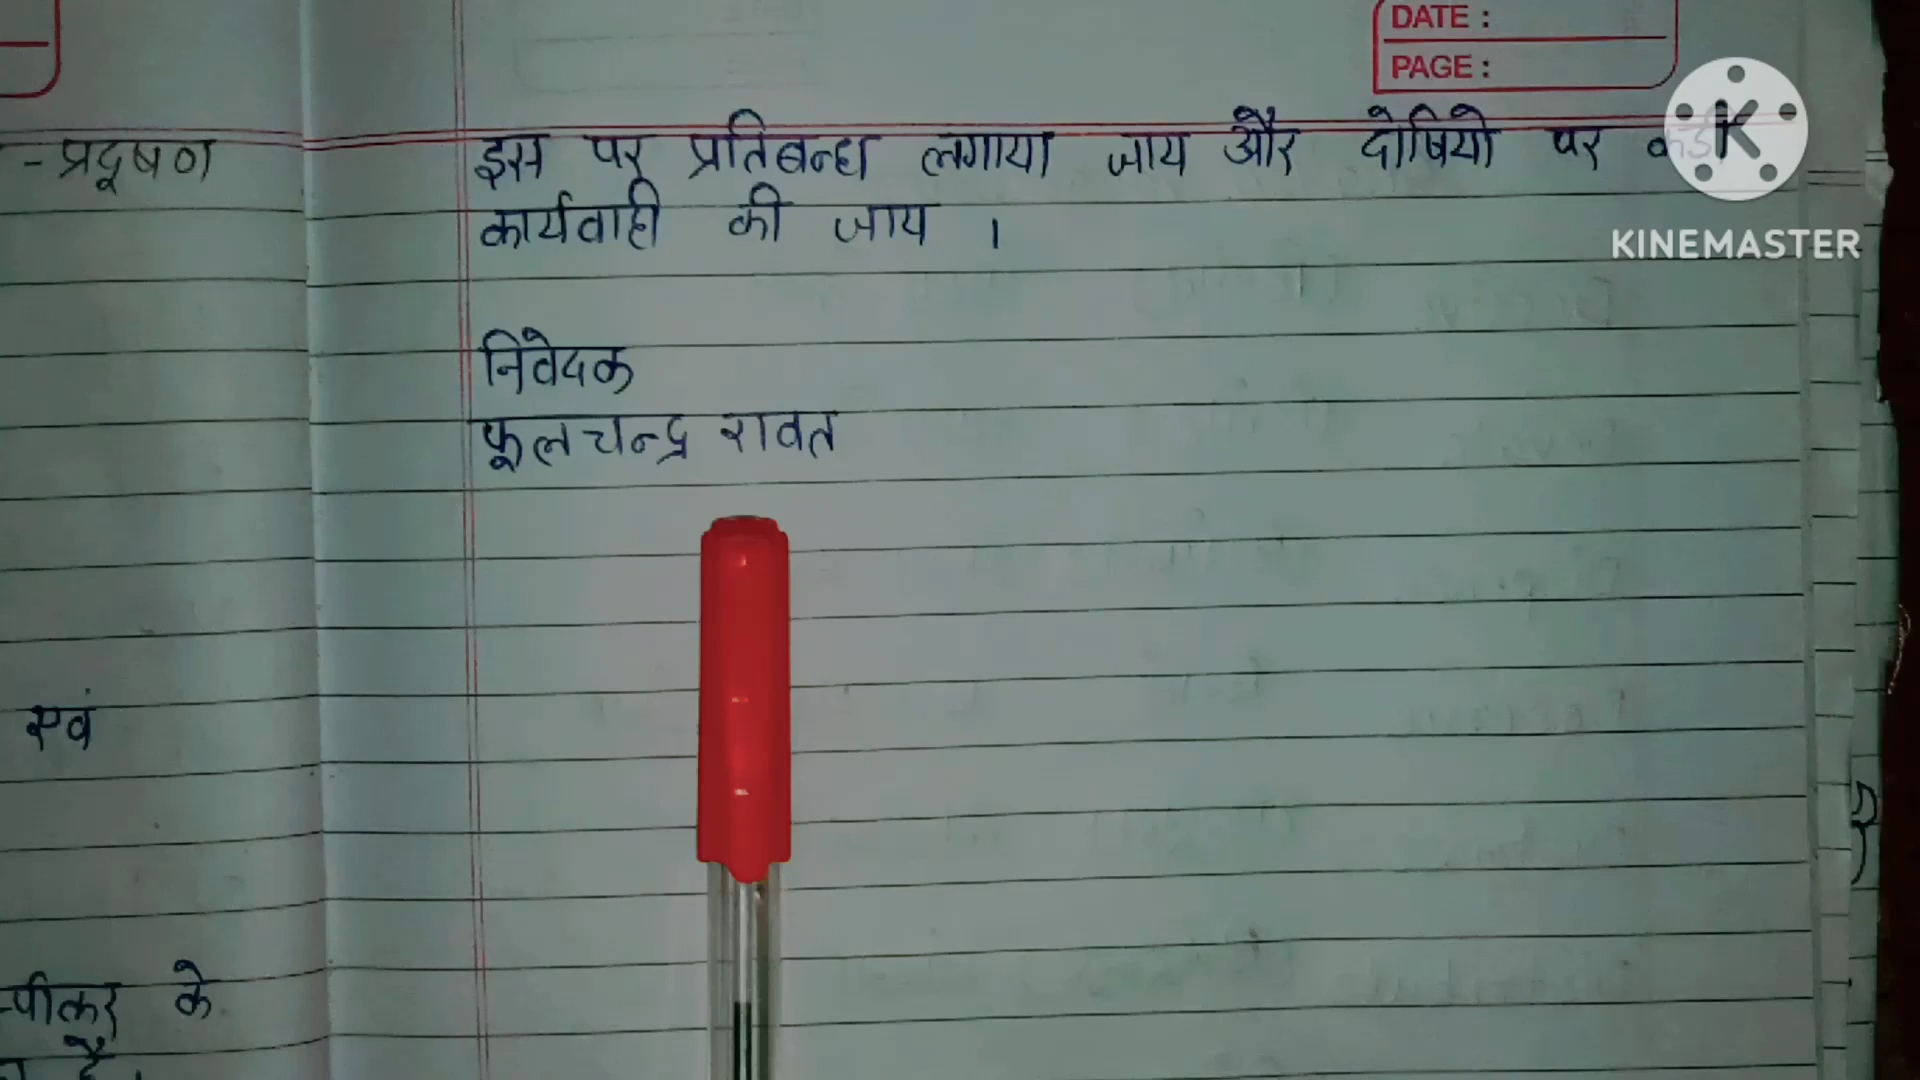 DATE :
PAGE :
KINEMASTER
-प्रदूषण
एवं
-पीकर के
है।
इस पर प्रतिबन्ध लगाया जाय और दोषियो पर
कार्यवाही की जाय ।
निवेदक
फूलचन्द्र रावत